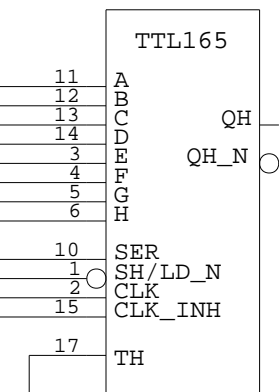 TTL165
11 A
12 B
13 C
14 D
3 E
4 F
5 G
6 H
QH
QH_N
10 SER
1 SH/LD_N
2 CLK
15 CLK_INH
17 TH